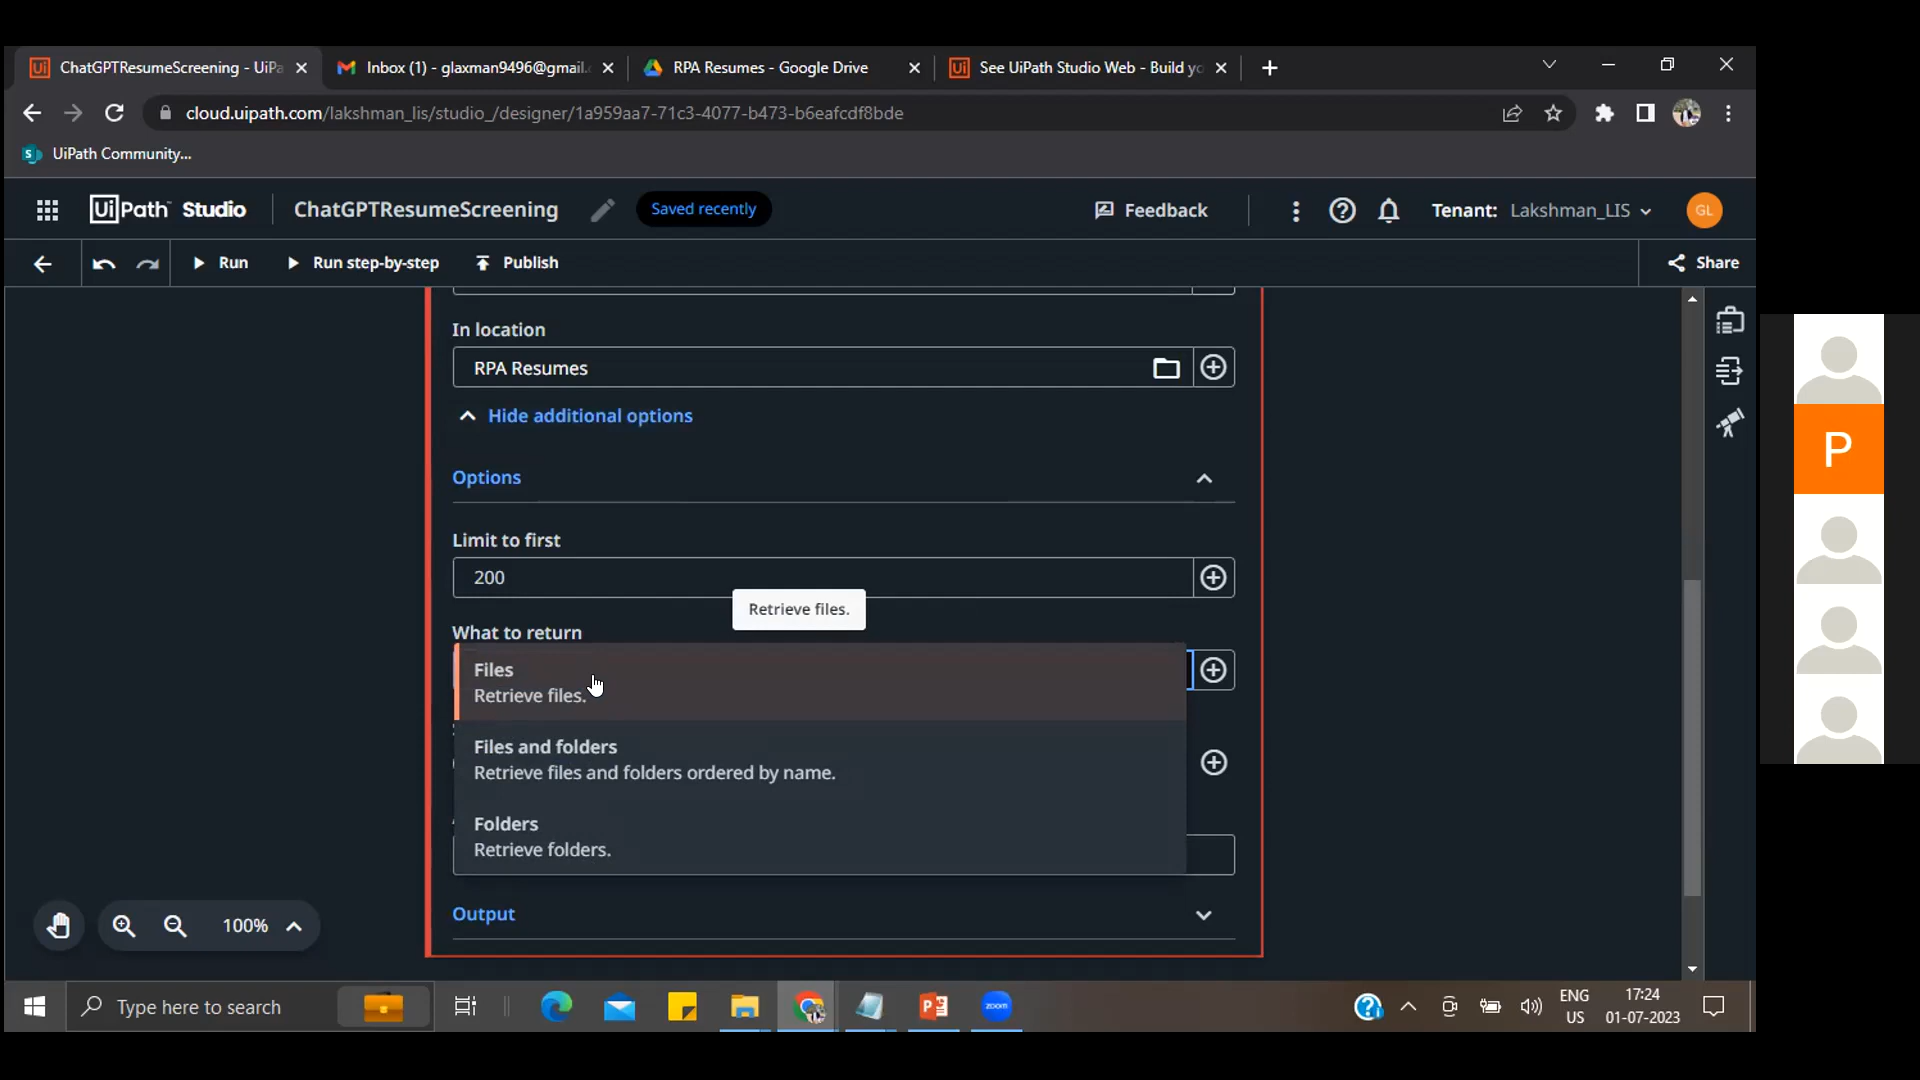 ChatGPTResumeScreening - UiPa
Inbox (1) - glaxman9496@gmail.
RPA Resumes - Google Drive
See UiPath Studio Web - Build yo
cloud.uipath.com/lakshman_lis/studio_/designer/1a959aa7-71c3-4077-b473-b6eafcdf8bde
UiPath Community...
UiPath Studio
ChatGPTResumeScreening
Saved recently
Feedback
Tenant: Lakshman_LIS
GL
Run
Run step-by-step
Publish
Share
In location
RPA Resumes
Hide additional options
Options
Limit to first
200
Retrieve files.
What to return
Files
Retrieve files.
Files and folders
Retrieve files and folders ordered by name.
Folders
Retrieve folders.
Output
100%
P
Type here to search
zoom
ENG
US
17:24
01-07-2023